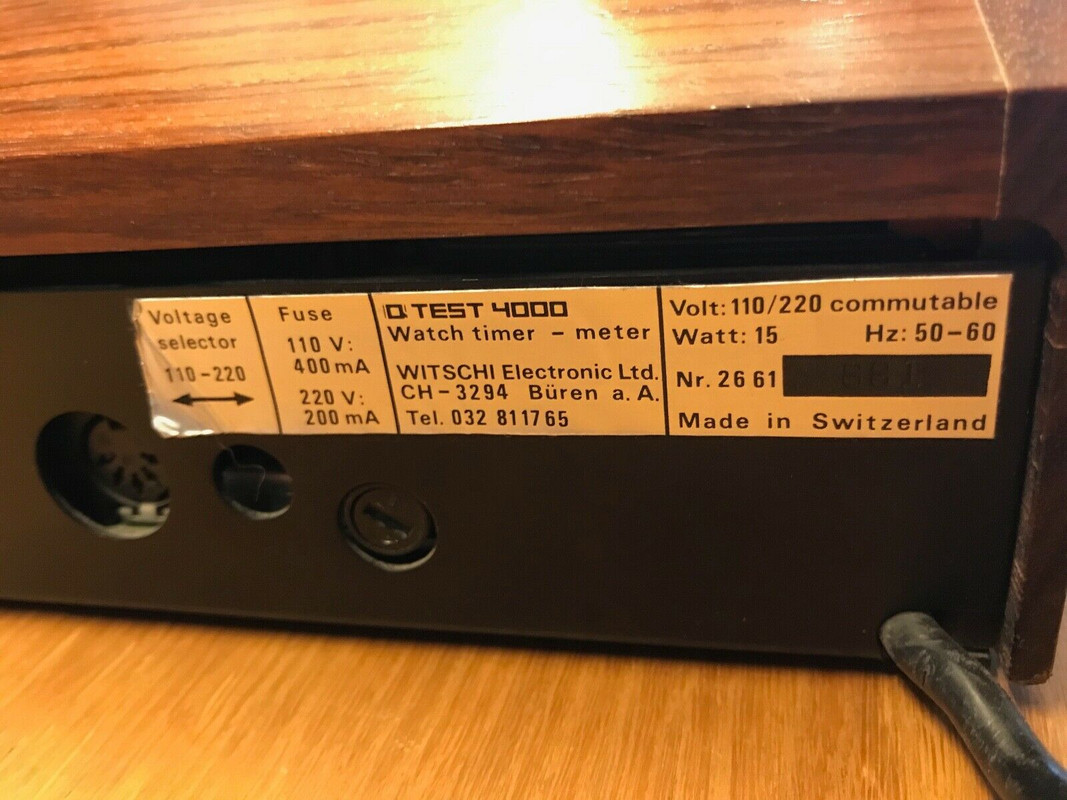 Voltage
selector
110-220
Fuse
110 V:
400 mA
220 V:
200 mA
Q TEST 4000
Watch timer - meter
WITSCHI Electronic Ltd.
CH-3294 Büren a. A.
Tel. 032 811765
Volt: 110/220 commutable
Watt: 15 Hz: 50-60
Nr. 26 61
Made in Switzerland